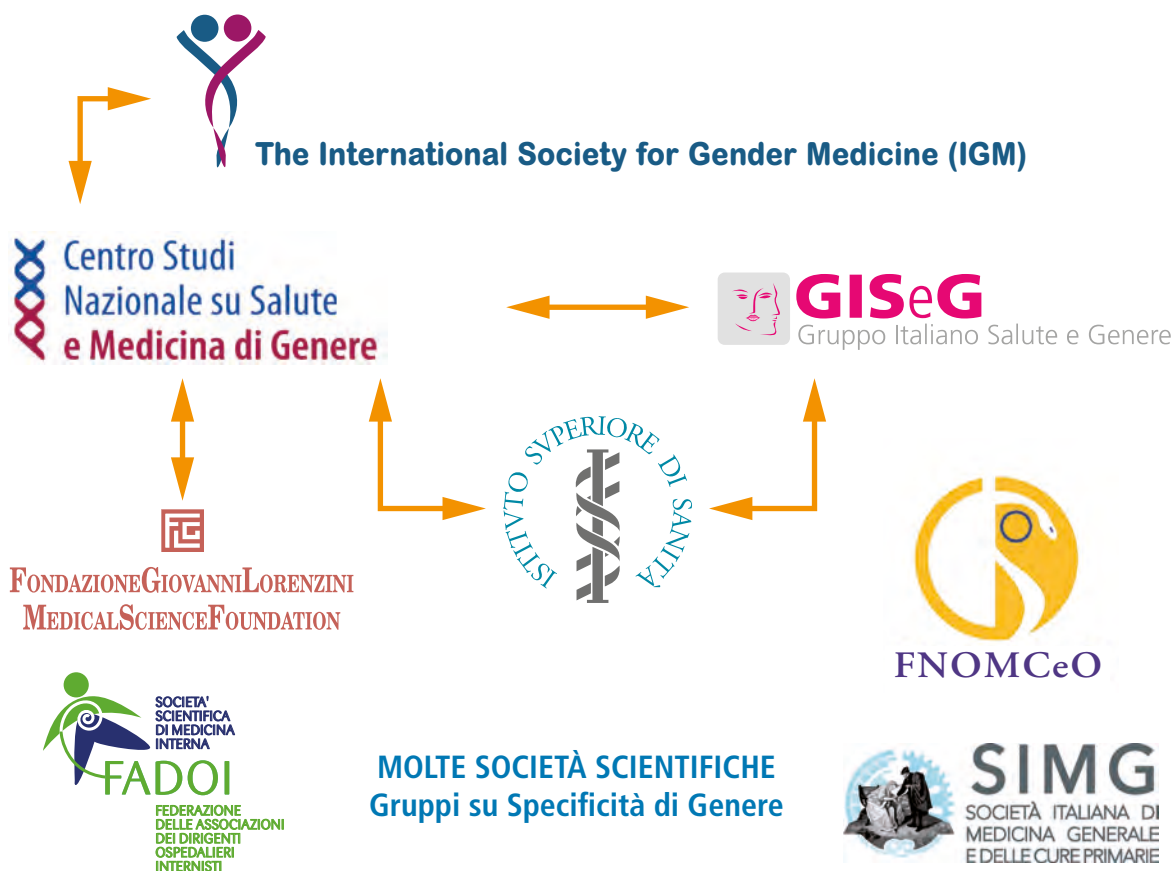 The International Society for Gender Medicine (IGM)
Centro Studi
Nazionale su Salute
e Medicina di Genere
GISeG
Gruppo Italiano Salute e Genere
ISTITVTO SVPERIORE DI SANITÀ
FG
FONDAZIONEGIOVANNILORENZINI
MEDICALSCIENCEFOUNDATION
FNOMCeO
SOCIETA'
SCIENTIFICA
DI MEDICINA
INTERNA
FADOI
FEDERAZIONE
DELLE ASSOCIAZIONI
DEI DIRIGENTI
OSPEDALIERI
INTERNISTI
MOLTE SOCIETÀ SCIENTIFICHE
Gruppi su Specificità di Genere
SIMG
SOCIETÀ ITALIANA DI
MEDICINA GENERALE
E DELLE CURE PRIMARIE